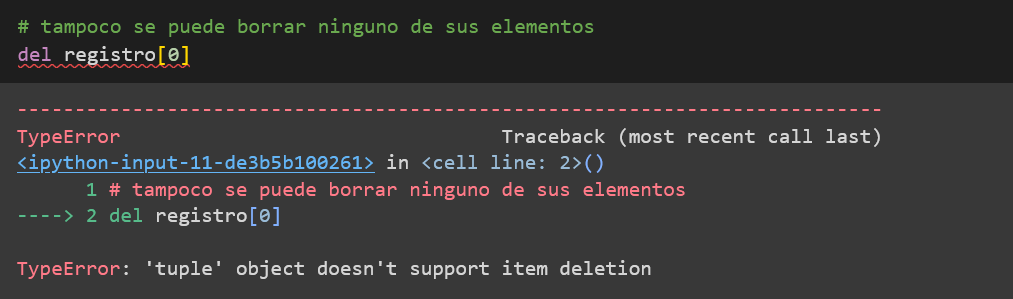 # tampoco se puede borrar ninguno de sus elementos
del registro[0]
---------------------------------------------------------------------------
TypeError                                 Traceback (most recent call last)
<ipython-input-11-de3b5b100261> in <cell line: 2>()
      1 # tampoco se puede borrar ninguno de sus elementos
----> 2 del registro[0]
TypeError: 'tuple' object doesn't support item deletion